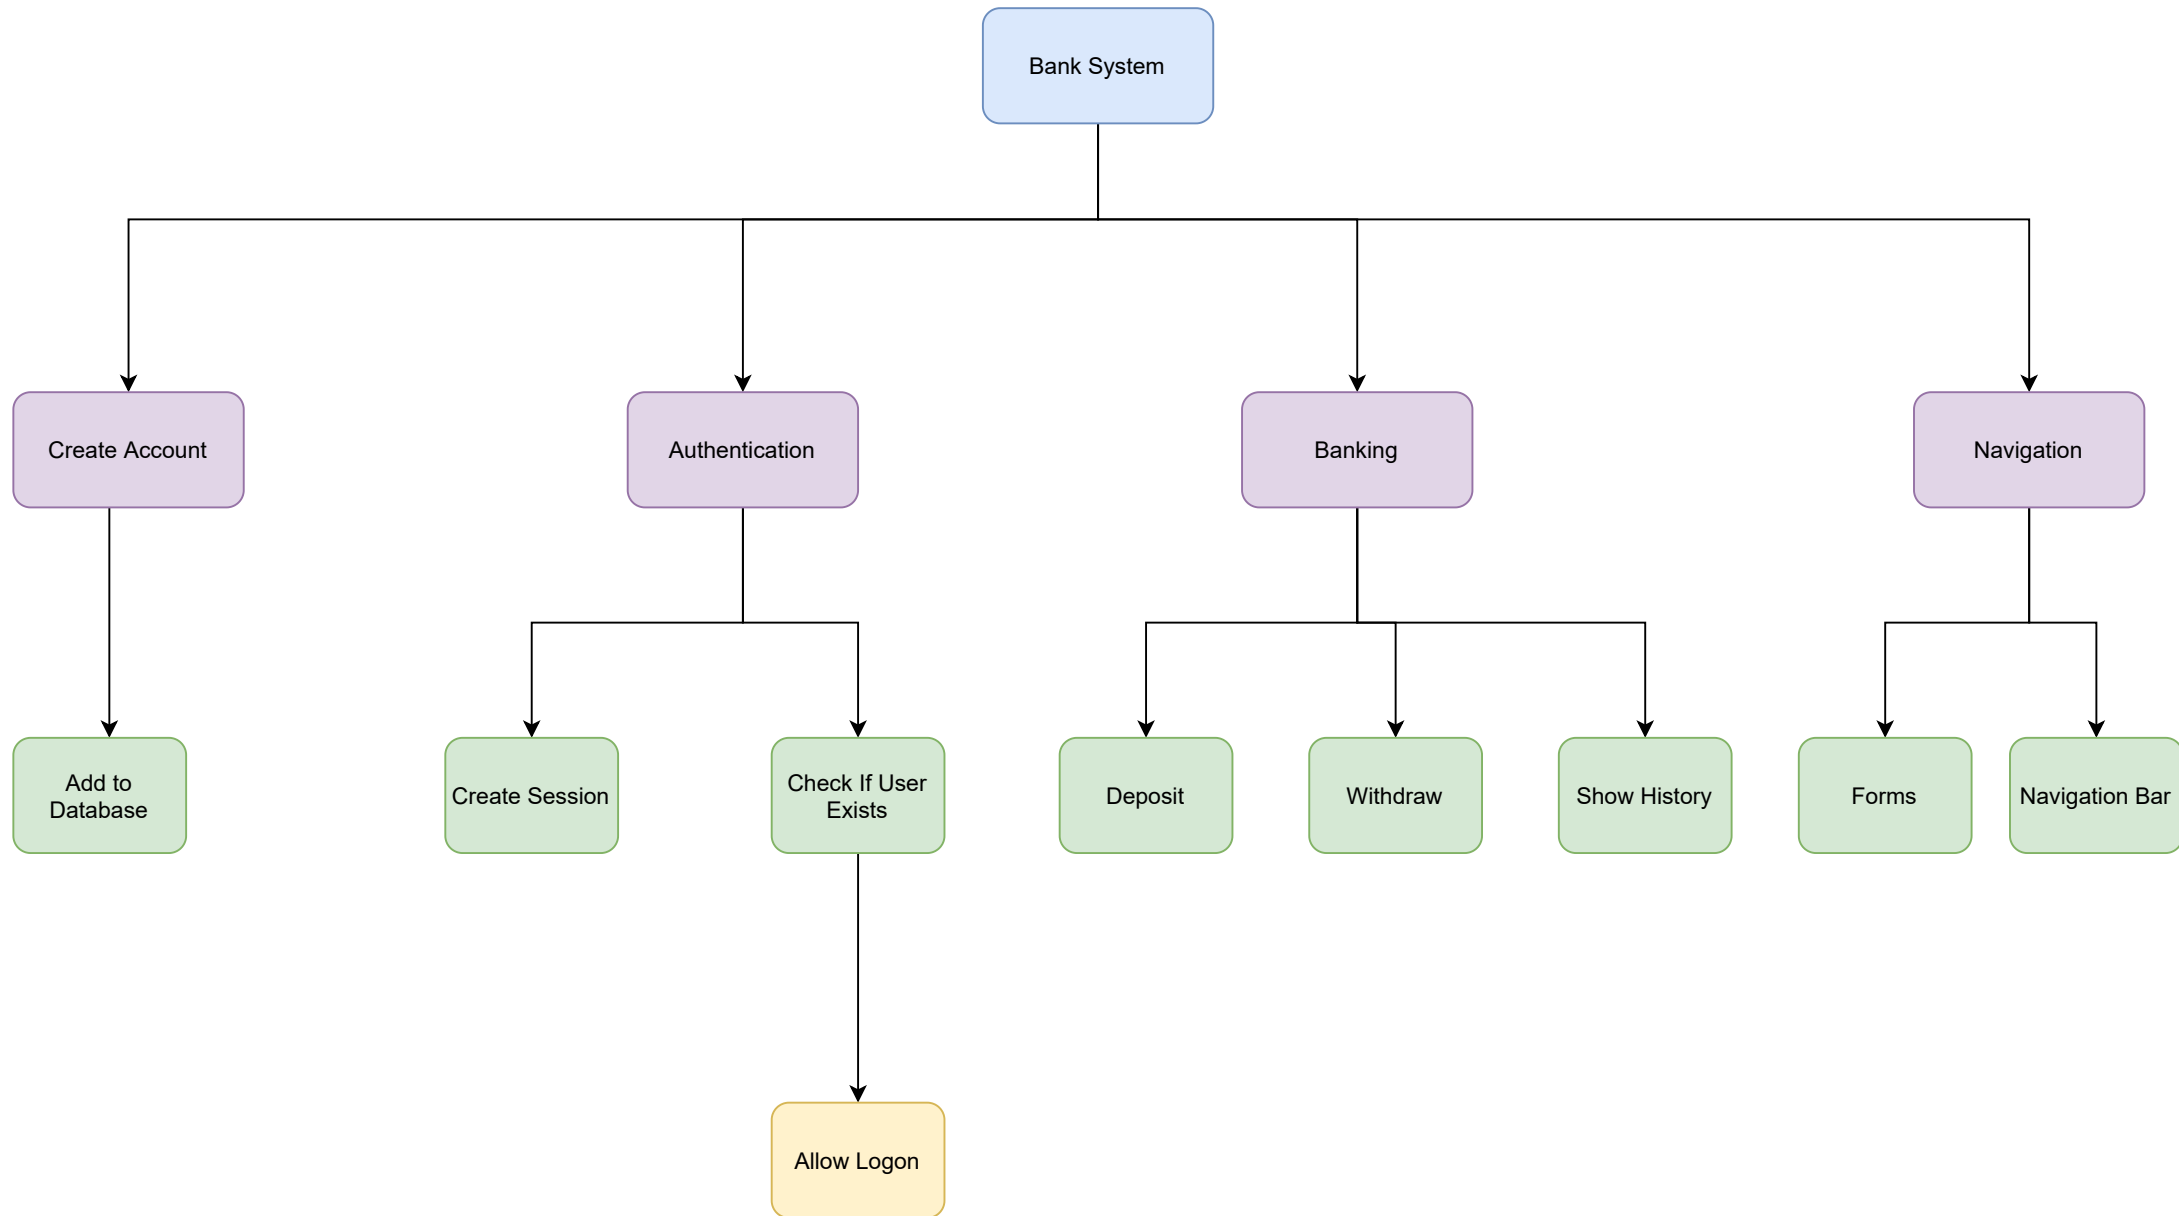 Bank System
Create Account
Authentication
Banking
Navigation
Add to
Database
Create Session
Check If User
Exists
Deposit
Withdraw
Show History
Forms
Navigation Bar
Allow Logon